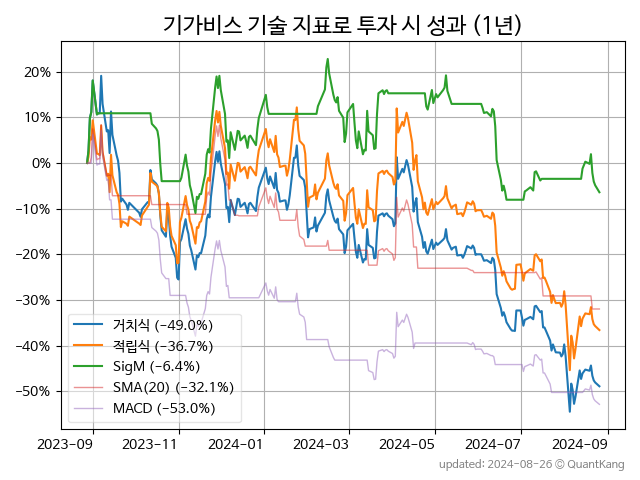 기가비스 기술 지표로 투자 시 성과 (1년)
20%
10%
0%
−10%
−20%
−30%
−40%
−50%
거치식 (−49.0%)
적립식 (−36.7%)
SigM (−6.4%)
SMA(20) (−32.1%)
MACD (−53.0%)
2023-09
2023-11
2024-01
2024-03
2024-05
2024-07
2024-09
updated: 2024-08-26 © QuantKang